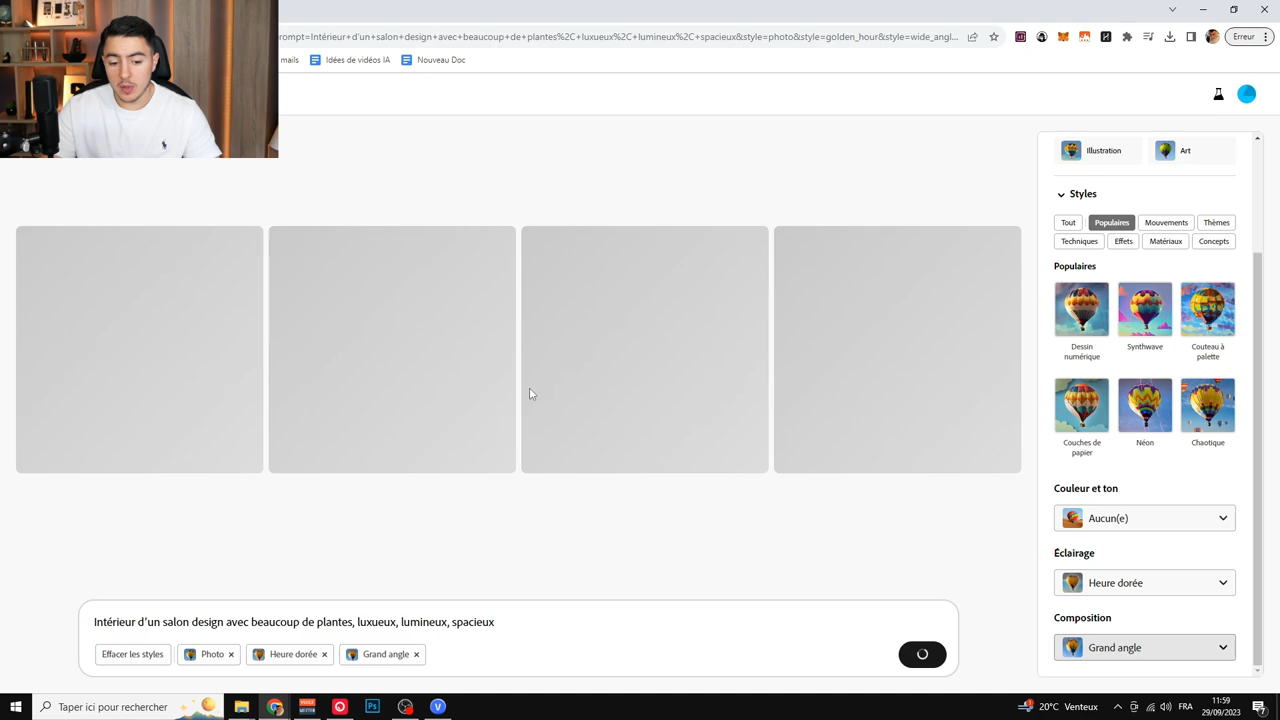 prompt=Intérieur+d'un+salon+design+avec+beaucoup+de+plantes%2C+luxueux%2C+lumineux%2C+spacieux&style=photo&style=golden_hour&style=wide_angl...
Erreur
mails
Idées de vidéos IA
Nouveau Doc
Illustration
Art
Styles
Tout
Populaires
Mouvements
Thèmes
Techniques
Effets
Matériaux
Concepts
Populaires
Dessin numérique
Synthwave
Couteau à palette
Couches de papier
Néon
Chaotique
Couleur et ton
Aucun(e)
Éclairage
Heure dorée
Composition
Grand angle
Intérieur d'un salon design avec beaucoup de plantes, luxueux, lumineux, spacieux
Effacer les styles
Photo
Heure dorée
Grand angle
Taper ici pour rechercher
20°C Venteux
FRA
11:59
29/09/2023